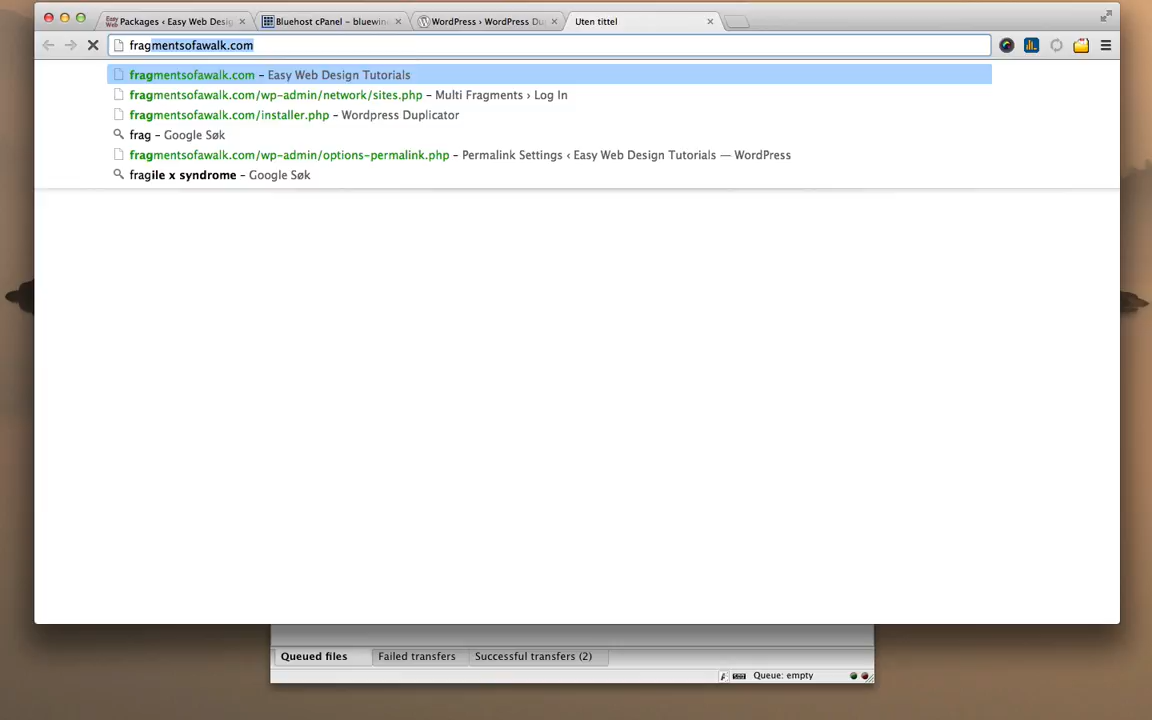 Packages ‹ Easy Web Desig
Bluehost cPanel – bluewin
WordPress › WordPress Du
Uten tittel
fragmentsofawalk.com
fragmentsofawalk.com – Easy Web Design Tutorials
fragmentsofawalk.com/wp-admin/network/sites.php – Multi Fragments › Log In
fragmentsofawalk.com/installer.php – Wordpress Duplicator
frag – Google Søk
fragmentsofawalk.com/wp-admin/options-permalink.php – Permalink Settings ‹ Easy Web Design Tutorials — WordPress
fragile x syndrome – Google Søk
Queued files
Failed transfers
Successful transfers (2)
Queue: empty